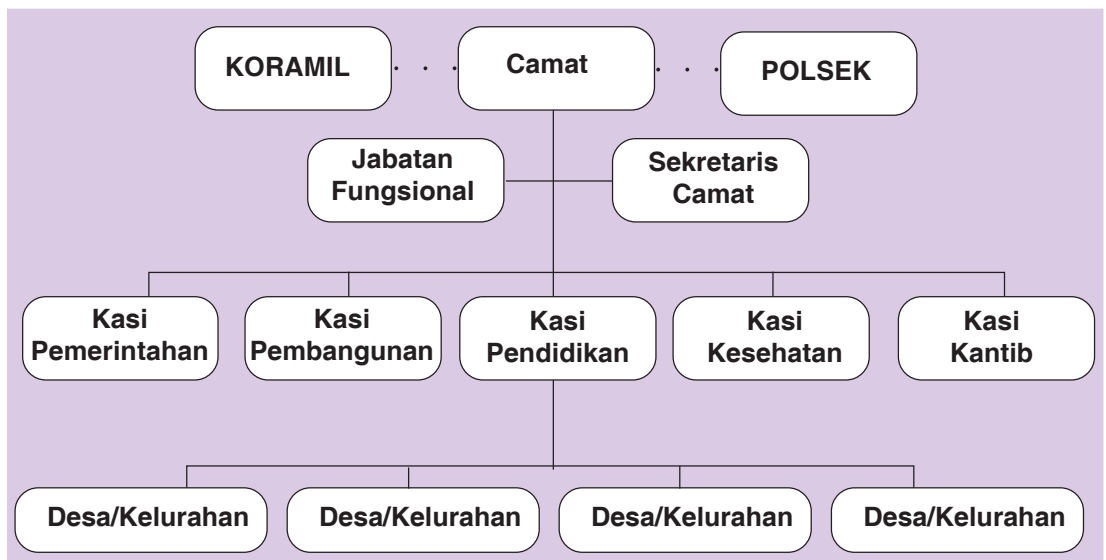 KORAMIL
Camat
POLSEK
Jabatan
Fungsional
Sekretaris
Camat
Kasi
Pemerintahan
Kasi
Pembangunan
Kasi
Pendidikan
Kasi
Kesehatan
Kasi
Kantib
Desa/Kelurahan
Desa/Kelurahan
Desa/Kelurahan
Desa/Kelurahan